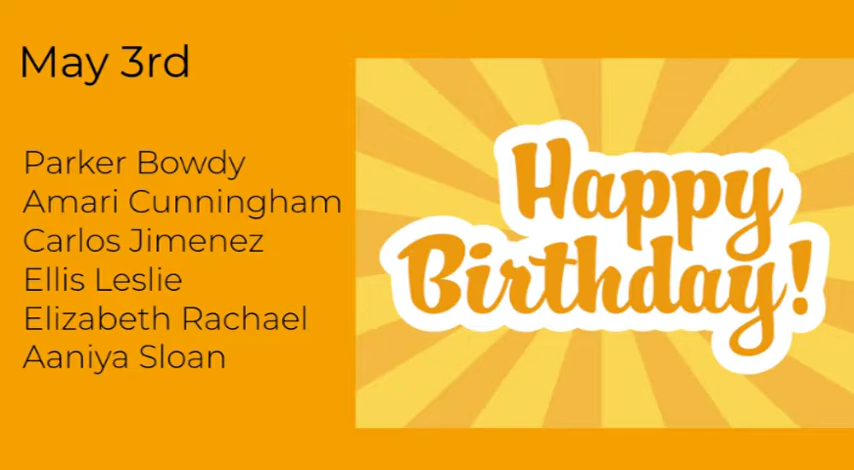 May 3rd
Parker Bowdy
Amari Cunningham
Carlos Jimenez
Ellis Leslie
Elizabeth Rachael
Aaniya Sloan
Happy
Birthday!